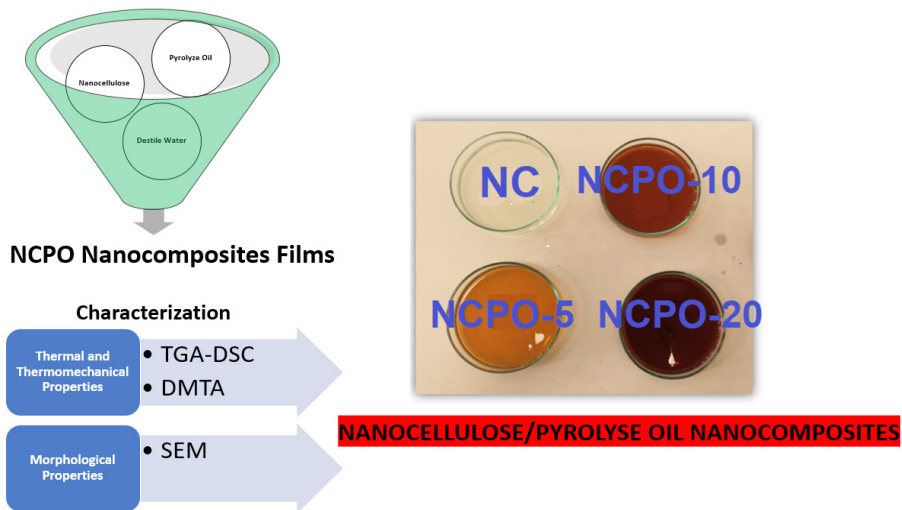 Pyrolyze Oil
Nanocellulose
Destile Water
NCPO Nanocomposites Films
Characterization
Thermal and
Thermomechanical
Properties
• TGA-DSC
• DMTA
Morphological
Properties
• SEM
NC
NCPO-10
NCPO-5
NCPO-20
NANOCELLULOSE/PYROLYSE OIL NANOCOMPOSITES